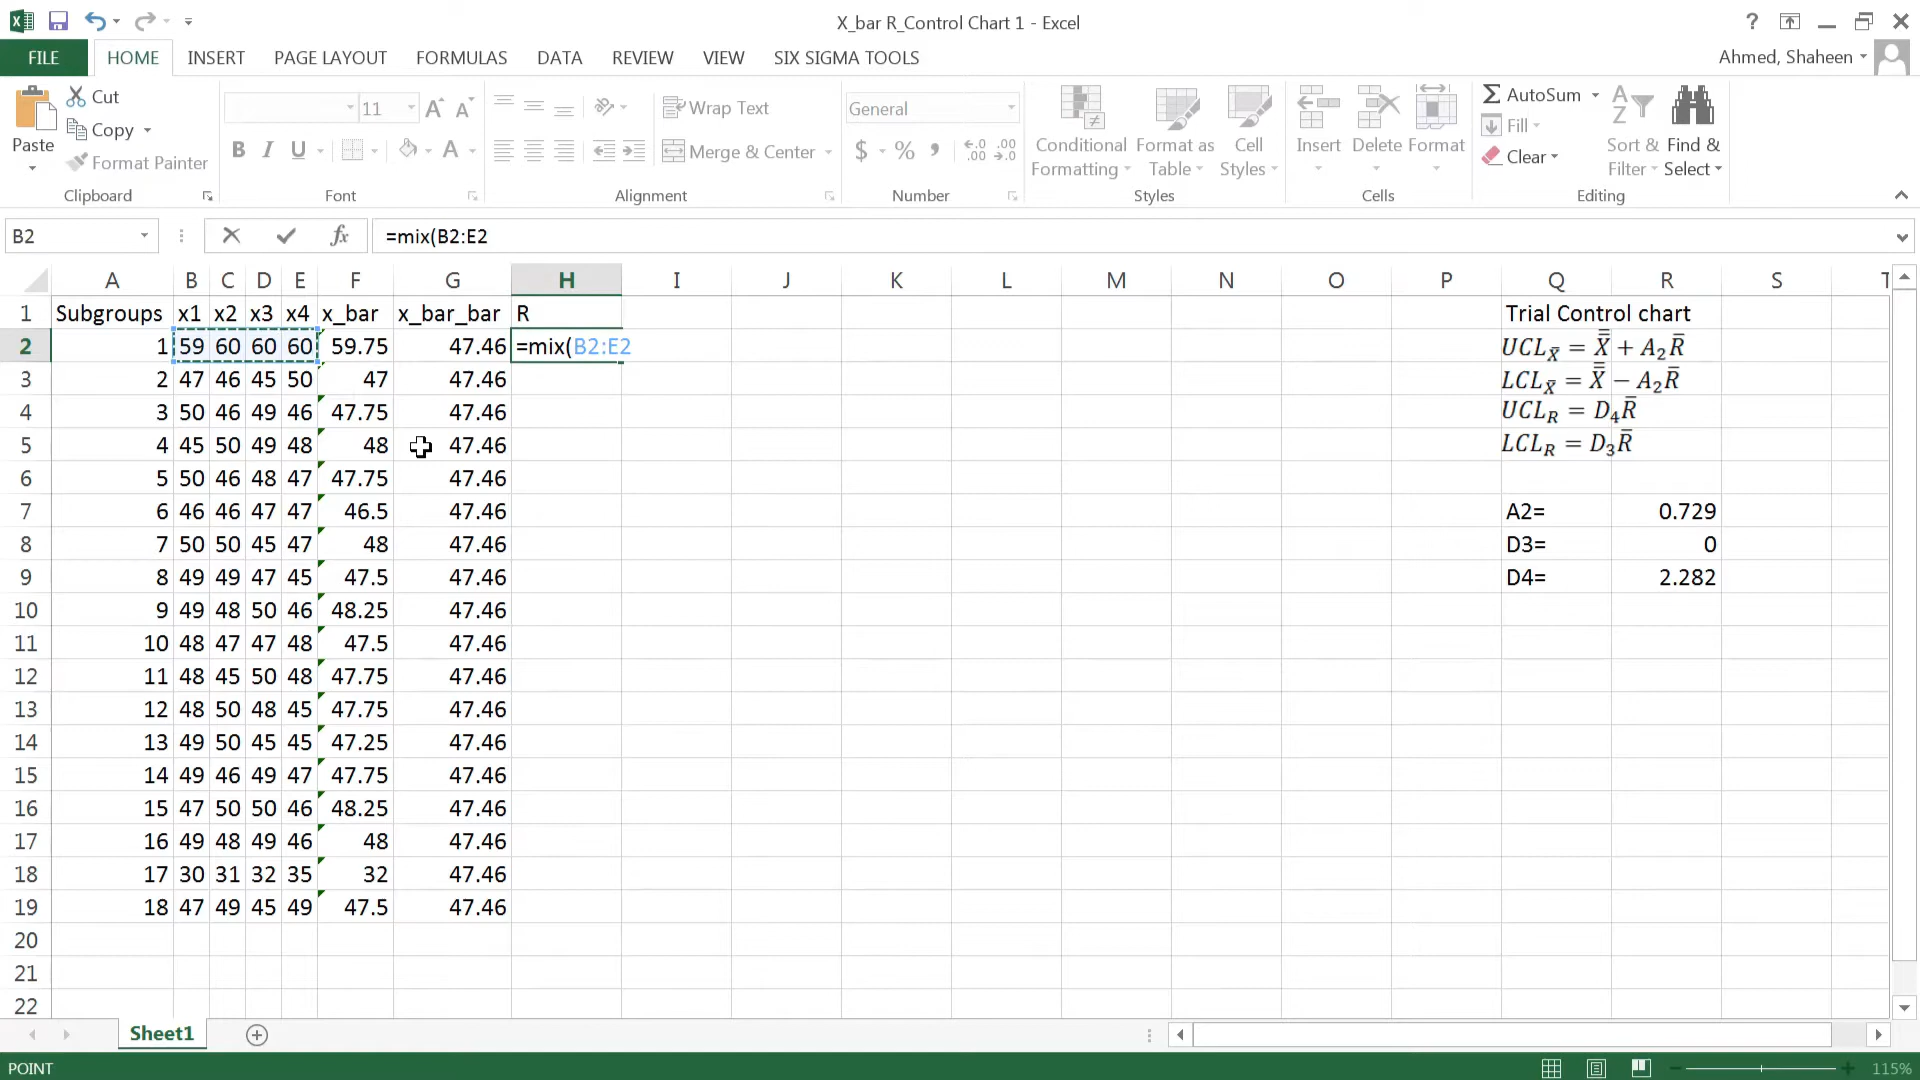 X_bar R_Control Chart 1 - Excel
FILE HOME INSERT PAGE LAYOUT FORMULAS DATA REVIEW VIEW SIX SIGMA TOOLS Ahmed, Shaheen
Cut
Copy
Format Painter
Paste
Clipboard
11
B I U A
Font
Wrap Text
Merge & Center
Alignment
General
$ % ,
Number
Conditional Formatting
Format as Table
Cell Styles
Styles
Insert Delete Format
Cells
AutoSum
Fill
Clear
Sort & Filter
Find & Select
Editing
B2 fx =mix(B2:E2
A B C D E F G H I J K L M N O P Q R S T
1 Subgroups x1 x2 x3 x4 x_bar x_bar_bar R Trial Control chart
2 1 59 60 60 60 59.75 47.46 =mix(B2:E2 UCL_X̄ = X̿ + A₂R̄
3 2 47 46 45 50 47 47.46 LCL_X̄ = X̿ − A₂R̄
4 3 50 46 49 46 47.75 47.46 UCL_R = D₄R̄
5 4 45 50 49 48 48 47.46 LCL_R = D₃R̄
6 5 50 46 48 47 47.75 47.46
7 6 46 46 47 47 46.5 47.46 A2= 0.729
8 7 50 50 45 47 48 47.46 D3= 0
9 8 49 49 47 45 47.5 47.46 D4= 2.282
10 9 49 48 50 46 48.25 47.46
11 10 48 47 47 48 47.5 47.46
12 11 48 45 50 48 47.75 47.46
13 12 48 50 48 45 47.75 47.46
14 13 49 50 45 45 47.25 47.46
15 14 49 46 49 47 47.75 47.46
16 15 47 50 50 46 48.25 47.46
17 16 49 48 49 46 48 47.46
18 17 30 31 32 35 32 47.46
19 18 47 49 45 49 47.5 47.46
20
21
22
Sheet1
POINT 115%